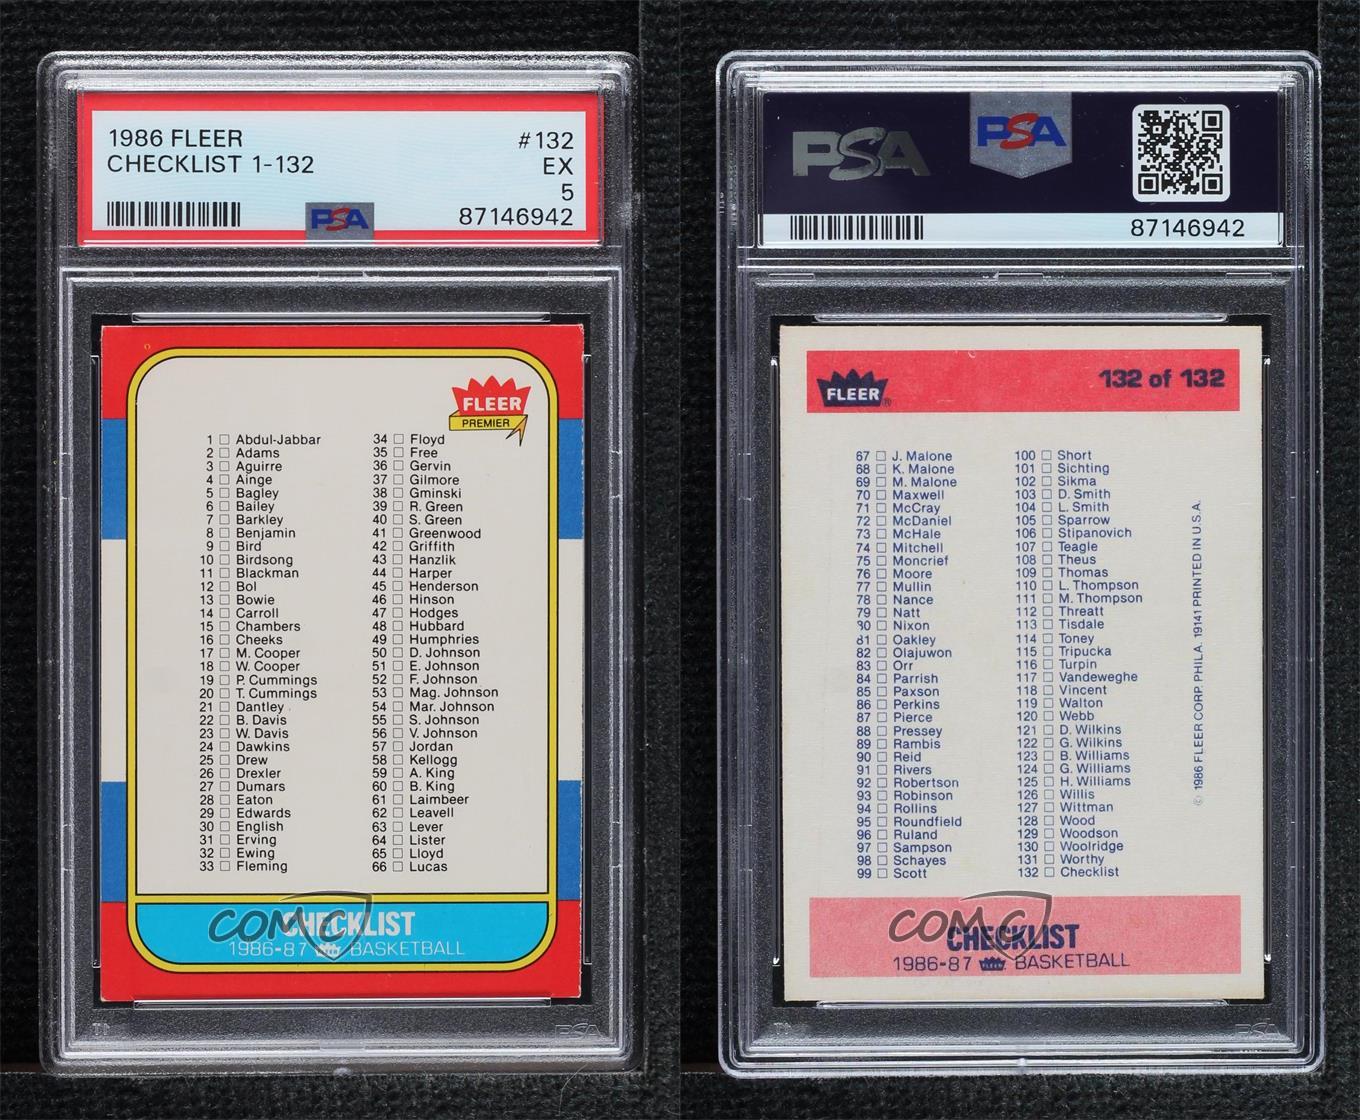 1986 FLEER #132
CHECKLIST 1-132 EX
5
87146942
PSA
FLEER
PREMIER
1 Abdul-Jabbar
2 Adams
3 Aguirre
4 Ainge
5 Bagley
6 Bailey
7 Barkley
8 Benjamin
9 Bird
10 Birdsong
11 Blackman
12 Bol
13 Bowie
14 Carroll
15 Chambers
16 Cheeks
17 M. Cooper
18 W. Cooper
19 P. Cummings
20 T. Cummings
21 Dantley
22 B. Davis
23 W. Davis
24 Dawkins
25 Drew
26 Drexler
27 Dumars
28 Eaton
29 Edwards
30 English
31 Erving
32 Ewing
33 Fleming
34 Floyd
35 Free
36 Gervin
37 Gilmore
38 Gminski
39 R. Green
40 S. Green
41 Greenwood
42 Griffith
43 Hanzlik
44 Harper
45 Henderson
46 Hinson
47 Hodges
48 Hubbard
49 Humphries
50 D. Johnson
51 E. Johnson
52 F. Johnson
53 Mag. Johnson
54 Mar. Johnson
55 S. Johnson
56 V. Johnson
57 Jordan
58 Kellogg
59 A. King
60 B. King
61 Laimbeer
62 Leavell
63 Lever
64 Lister
65 Lloyd
66 Lucas
COMC
CHECKLIST
1986-87 BASKETBALL
PSA
PSA PSA
87146942
FLEER® 132 of 132
67 J. Malone
68 K. Malone
69 M. Malone
70 Maxwell
71 McCray
72 McDaniel
73 McHale
74 Mitchell
75 Moncrief
76 Moore
77 Mullin
78 Nance
79 Natt
80 Nixon
81 Oakley
82 Olajuwon
83 Orr
84 Parrish
85 Paxson
86 Perkins
87 Pierce
88 Pressey
89 Rambis
90 Reid
91 Rivers
92 Robertson
93 Robinson
94 Rollins
95 Roundfield
96 Ruland
97 Sampson
98 Schayes
99 Scott
100 Short
101 Sichting
102 Sikma
103 D. Smith
104 L. Smith
105 Sparrow
106 Stipanovich
107 Teagle
108 Theus
109 Thomas
110 L. Thompson
111 M. Thompson
112 Threatt
113 Tisdale
114 Toney
115 Tripucka
116 Turpin
117 Vandeweghe
118 Vincent
119 Walton
120 Webb
121 D. Wilkins
122 G. Wilkins
123 B. Williams
124 G. Williams
125 H. Williams
126 Willis
127 Wittman
128 Wood
129 Woodson
130 Woolridge
131 Worthy
132 Checklist
© 1986 FLEER CORP. PHILA. 19141 PRINTED IN U.S.A.
COMC
CHECKLIST
1986-87 BASKETBALL
PSA